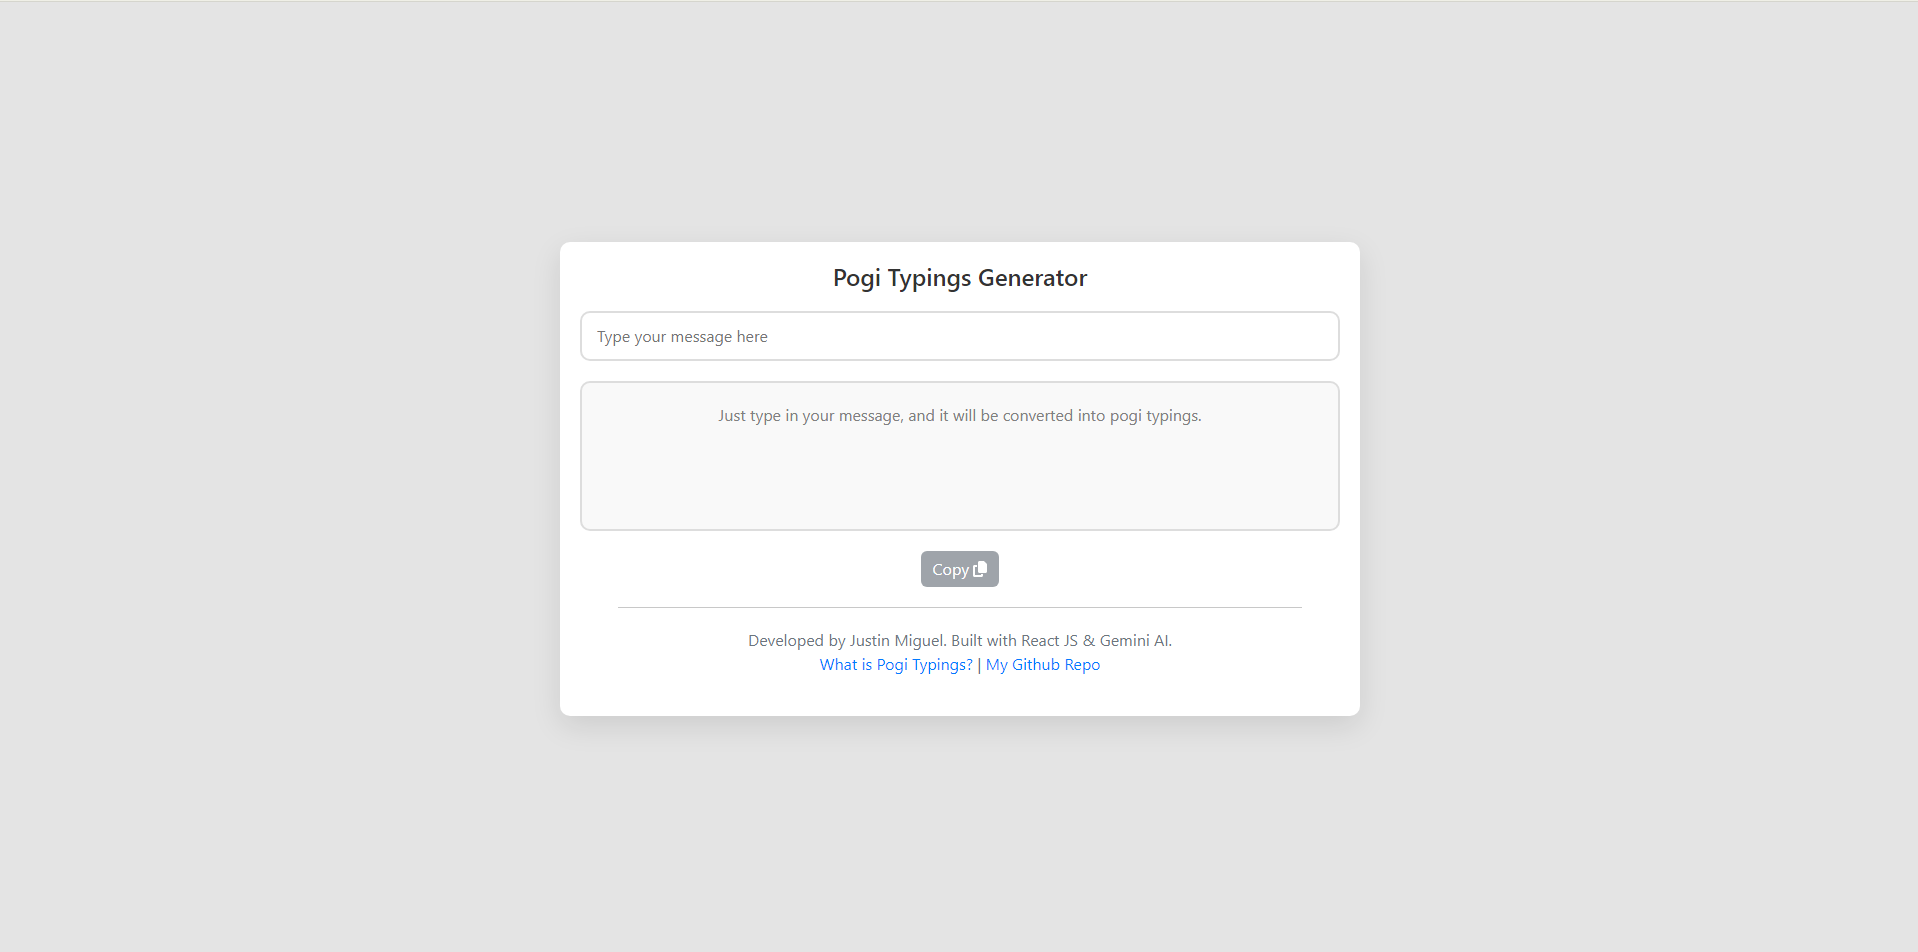 Pogi Typings Generator
Type your message here
Just type in your message, and it will be converted into pogi typings.
Copy
Developed by Justin Miguel. Built with React JS & Gemini AI.
What is Pogi Typings? | My Github Repo